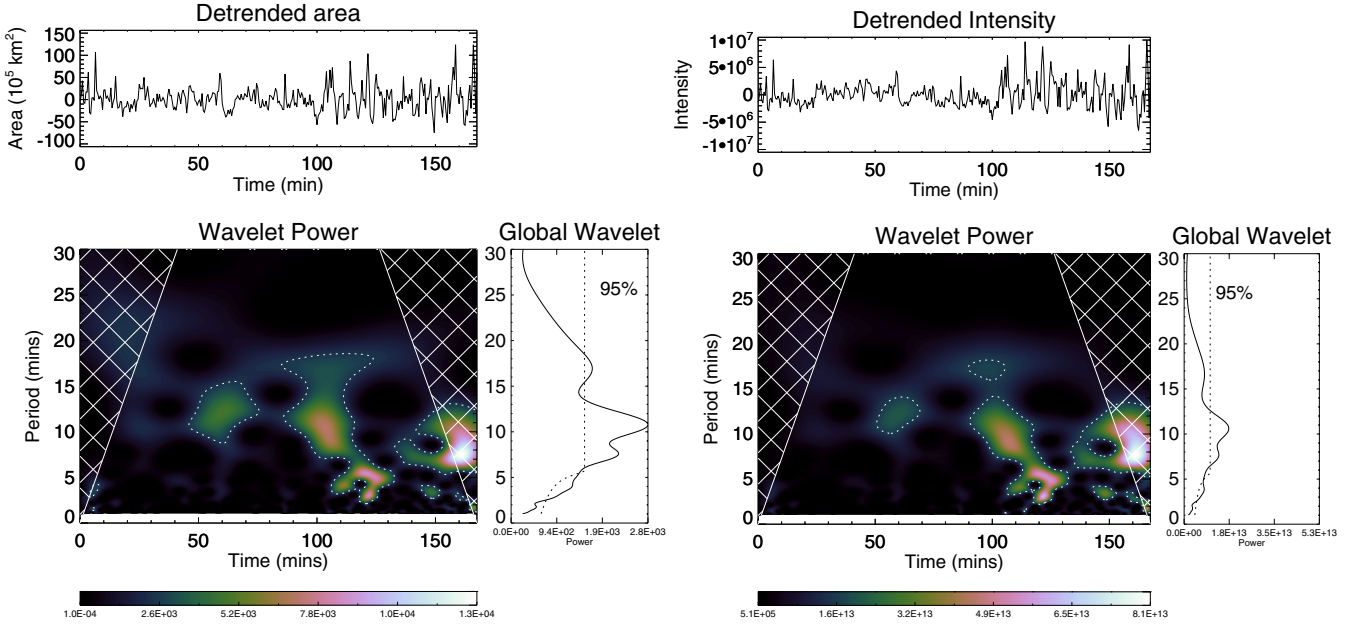 Detrended area
150
100
50
0
-50
-100
Area (10⁵ km²)
0 50 100 150
Time (min)
Detrended Intensity
1•10⁷
5•10⁶
0
-5•10⁶
-1•10⁷
Intensity
0 50 100 150
Time (min)
Wavelet Power
30
25
20
15
10
5
0
Period (mins)
0 50 100 150
Time (mins)
1.0E-04 2.6E+03 5.2E+03 7.8E+03 1.0E+04 1.3E+04
Global Wavelet
30
25
20
15
10
5
0
95%
0.0E+00 9.4E+02 1.9E+03 2.8E+03
Power
Wavelet Power
30
25
20
15
10
5
0
Period (mins)
0 50 100 150
Time (mins)
5.1E+05 1.6E+13 3.2E+13 4.9E+13 6.5E+13 8.1E+13
Global Wavelet
30
25
20
15
10
5
0
95%
0.0E+00 1.8E+13 3.5E+13 5.3E+13
Power